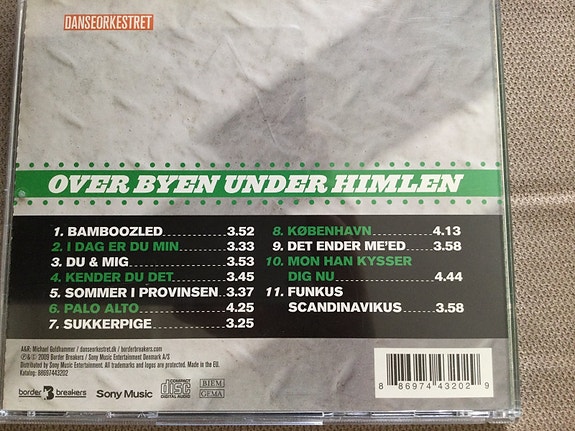 DANSEORKESTRET
OVER BYEN UNDER HIMLEN
1. BAMBOOZLED 3.52
2. I DAG ER DU MIN 3.33
3. DU & MIG 3.53
4. KENDER DU DET 3.45
5. SOMMER I PROVINSEN 3.37
6. PALO ALTO 4.25
7. SUKKERPIGE 3.25
8. KØBENHAVN 4.13
9. DET ENDER ME'ED 3.58
10. MON HAN KYSSER
DIG NU 4.44
11. FUNKUS
SCANDINAVIKUS 3.58
A&R: Michael Guldhammer / danseorkestret.dk / borderbreakers.com
℗&© 2009 Border Breakers / Sony Music Entertainment Denmark A/S
Distributed by Sony Music Entertainment. All trademarks and logos are protected. Made in the EU.
Katalog: 88697443202
border breakers
Sony Music
COMPACT
disc
DIGITAL AUDIO
BIEM
GEMA
8 86974 43202 9